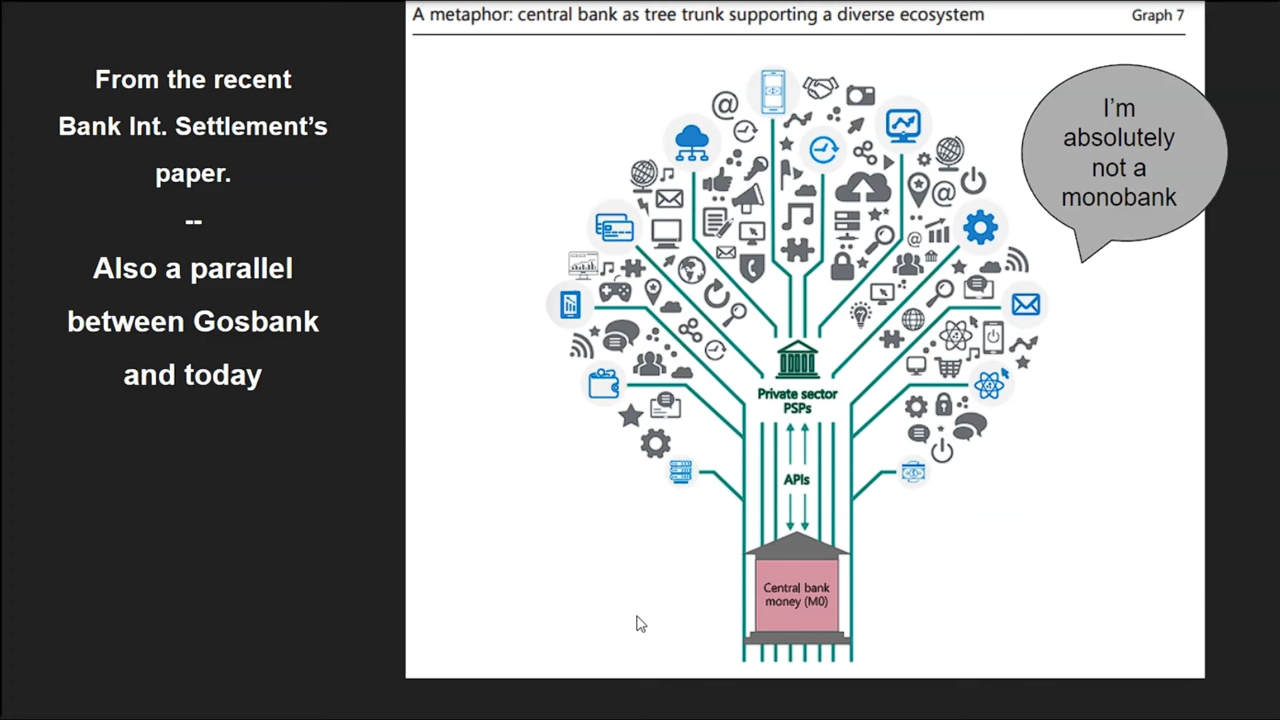 A metaphor: central bank as tree trunk supporting a diverse ecosystem
Graph 7
From the recent
Bank Int. Settlement’s
paper.
--
Also a parallel
between Gosbank
and today
I’m
absolutely
not a
monobank
Private sector
PSPs
APIs
Central bank
money (M0)